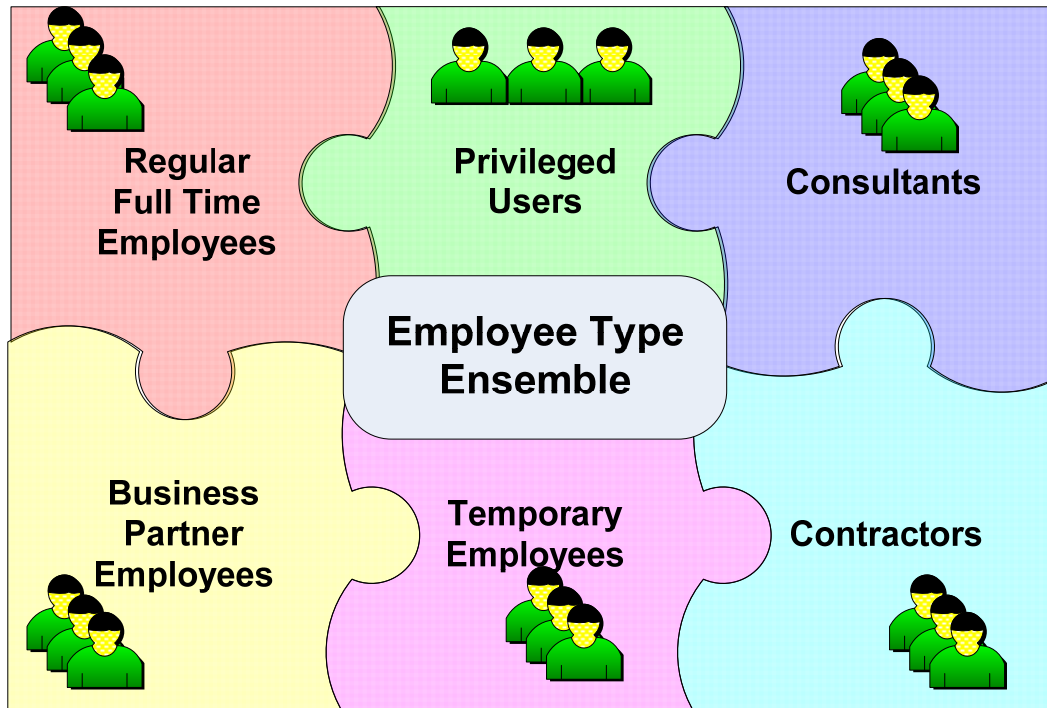 Regular
Full Time
Employees
Privileged
Users
Consultants
Employee Type
Ensemble
Business
Partner
Employees
Temporary
Employees
Contractors